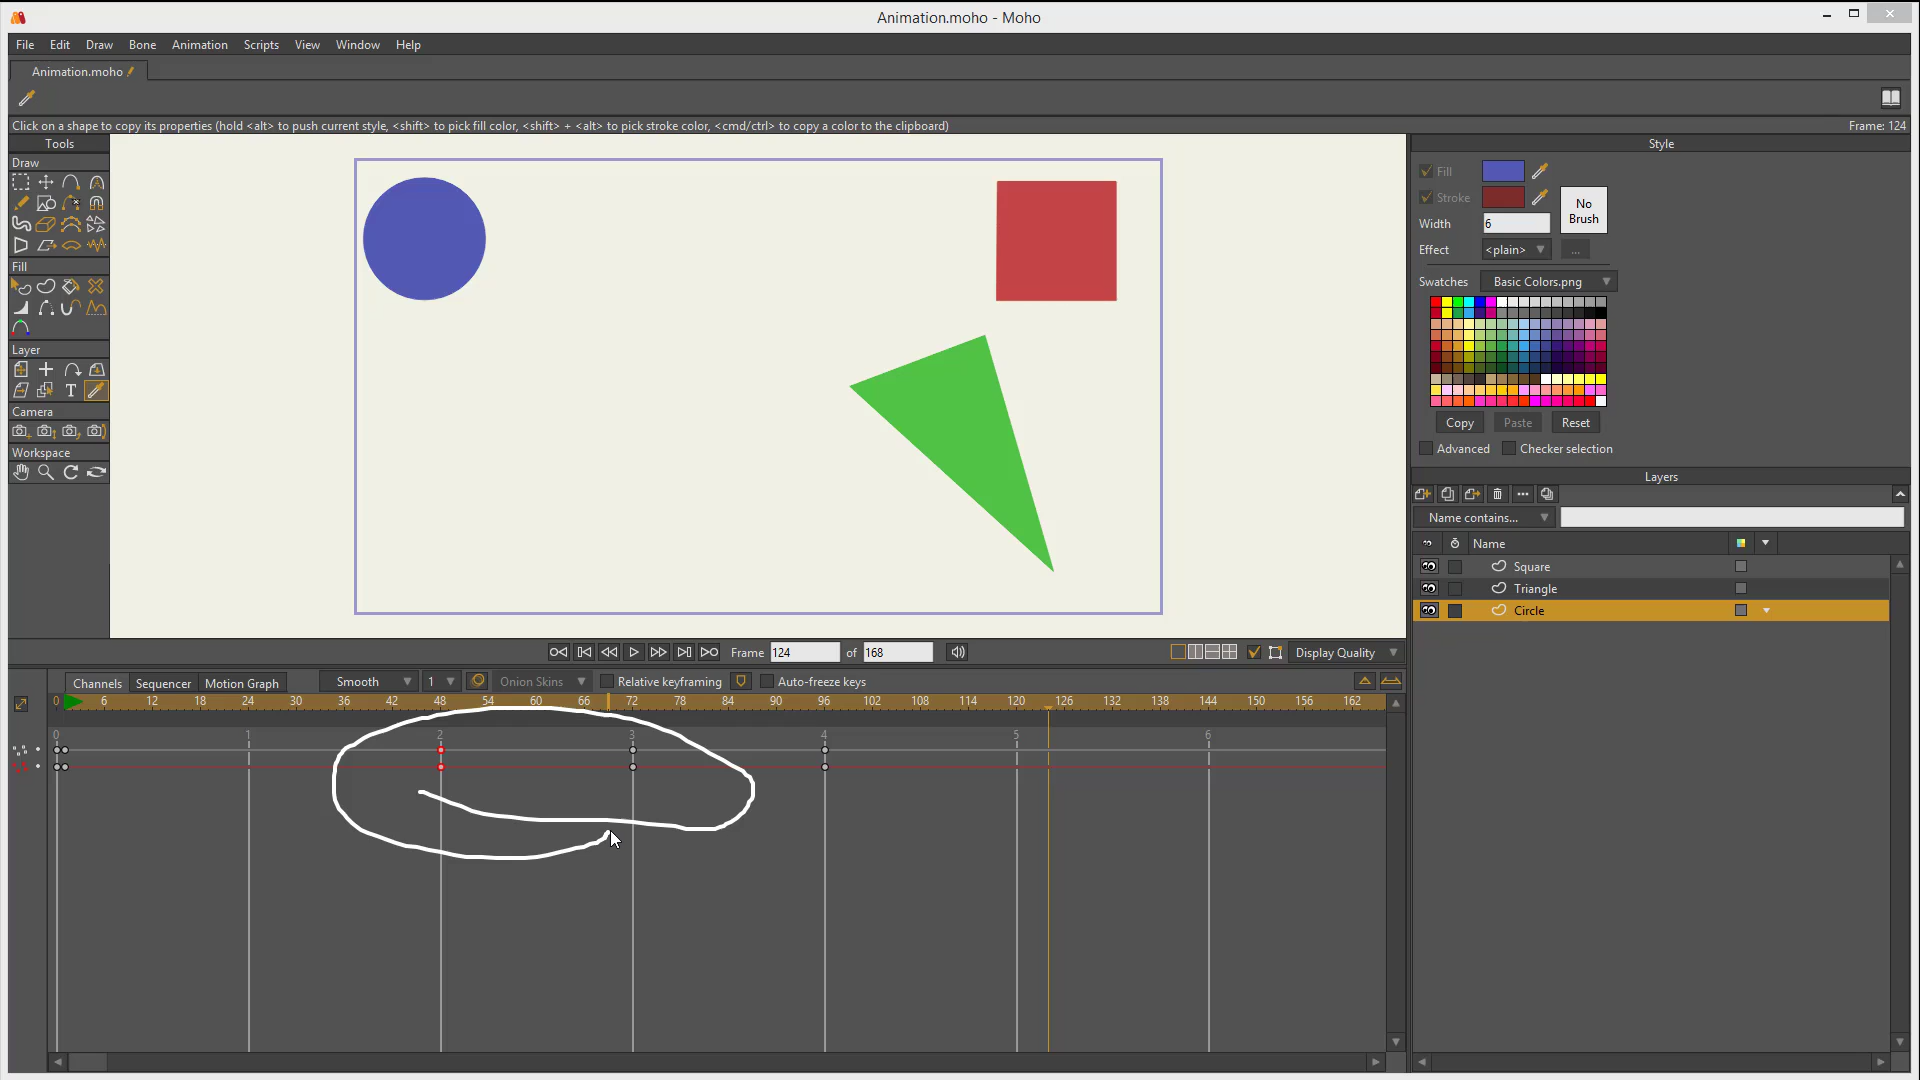 Animation.moho - Moho
File Edit Draw Bone Animation Scripts View Window Help
Animation.moho
Click on a shape to copy its properties (hold <alt> to push current style, <shift> to pick fill color, <shift> + <alt> to pick stroke color, <cmd/ctrl> to copy a color to the clipboard) Frame: 124
Tools
Draw
Fill
Layer
T
Camera
Workspace
Style
Fill
Stroke
No Brush
Width 6
Effect <plain> ...
Swatches Basic Colors.png
Copy Paste Reset
Advanced Checker selection
Layers
Name contains...
Name
Square
Triangle
Circle
Frame 124 of 168 Display Quality
Channels Sequencer Motion Graph Smooth 1 Onion Skins Relative keyframing Auto-freeze keys
0 6 12 18 24 30 36 42 48 54 60 66 72 78 84 90 96 102 108 114 120 126 132 138 144 150 156 162
0 1 2 3 4 5 6